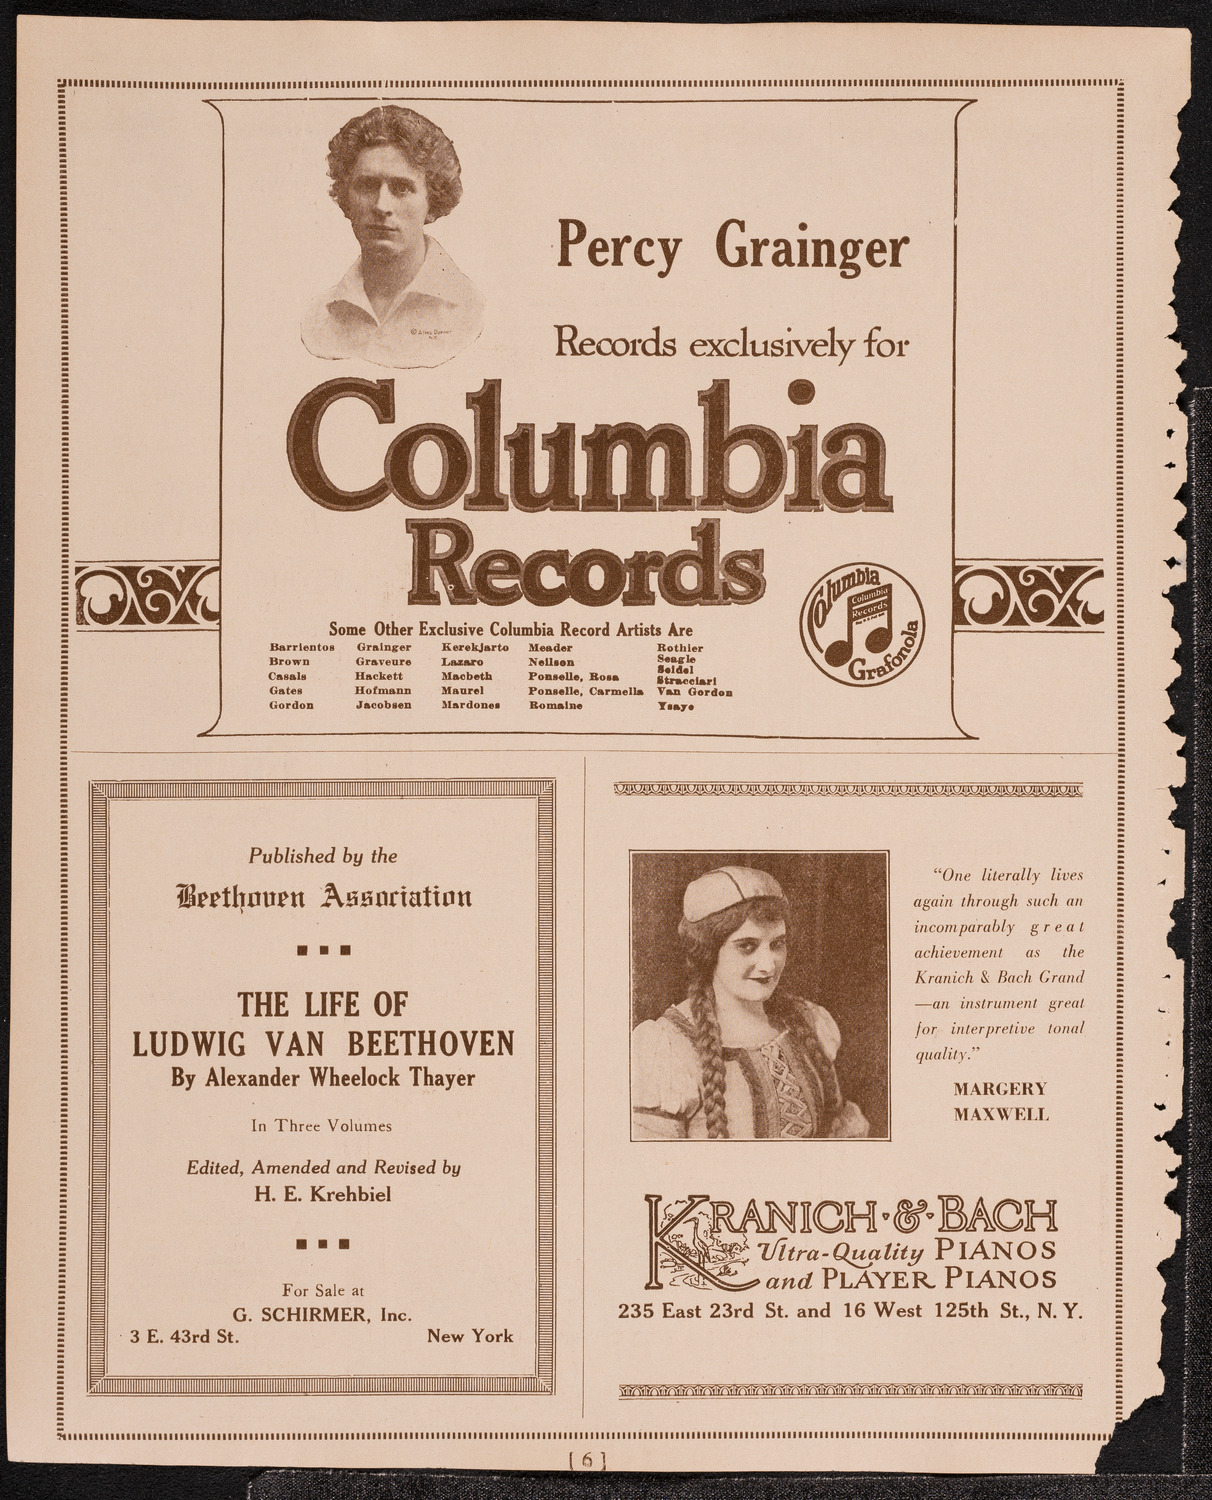 Percy Grainger
Records exclusively for
Columbia
Records
Columbia
Columbia
Records
Grafonola
Some Other Exclusive Columbia Record Artists Are
Barrientos Grainger Kerekjarto Meader Rothier
Brown Graveure Lazaro Neilson Seagle
Casals Hackett Macbeth Ponselle, Rosa Seidel
Gates Hofmann Maurel Ponselle, Carmella Stracciari
Gordon Jacobsen Mardones Romaine Van Gordon
Ysaye
Published by the
Beethoven Association
THE LIFE OF
LUDWIG VAN BEETHOVEN
By Alexander Wheelock Thayer
In Three Volumes
Edited, Amended and Revised by
H. E. Krehbiel
For Sale at
G. SCHIRMER, Inc.
3 E. 43rd St. New York
“One literally lives
again through such an
incomparably great
achievement as the
Kranich & Bach Grand
—an instrument great
for interpretive tonal
quality.”
MARGERY
MAXWELL
KRANICH·&·BACH
Ultra-Quality PIANOS
and PLAYER PIANOS
235 East 23rd St. and 16 West 125th St., N. Y.
[6]